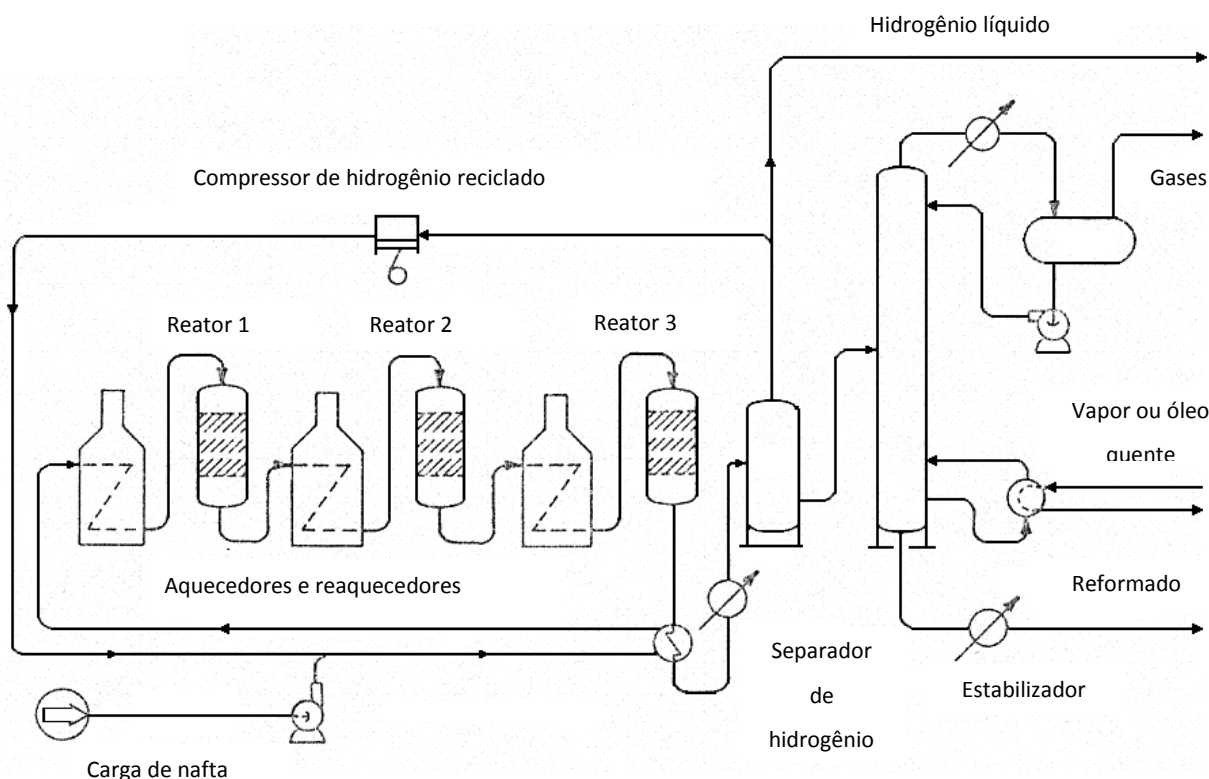 Hidrogênio líquido
Compressor de hidrogênio reciclado
Gases
Reator 1
Reator 2
Reator 3
Vapor ou óleo
quente
Aquecedores e reaquecedores
Reformado
Separador
de
hidrogênio
Estabilizador
Carga de nafta